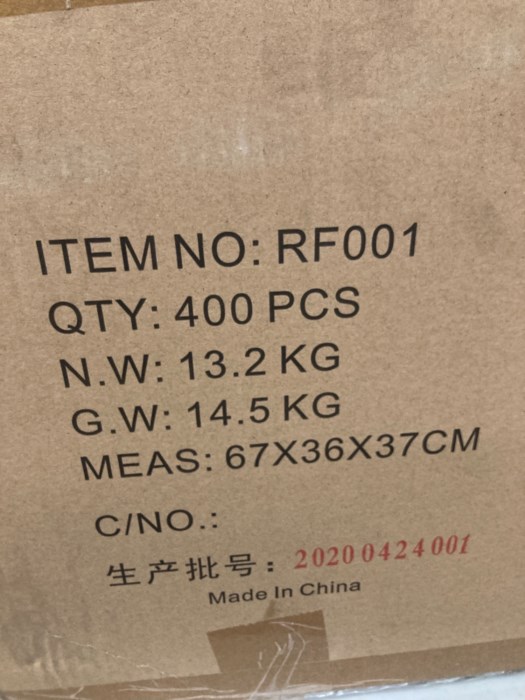 ITEM NO: RF001
QTY: 400 PCS
N.W: 13.2 KG
G.W: 14.5 KG
MEAS: 67X36X37CM
C/NO.:
生产批号：20200424001
Made In China